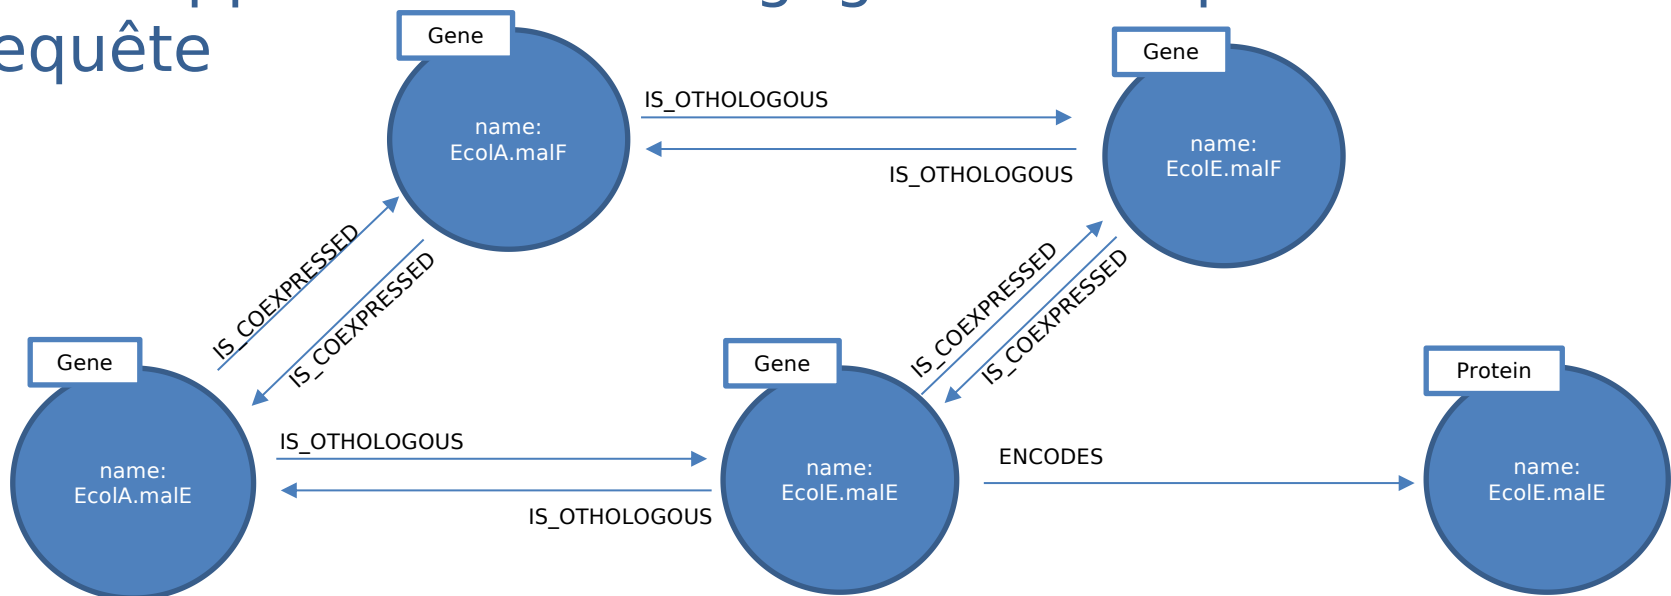 equête
Gene
name:
EcolA.malF
IS_OTHOLOGOUS
IS_OTHOLOGOUS
Gene
name:
EcolE.malF
IS_COEXPRESSED
IS_COEXPRESSED
IS_COEXPRESSED
IS_COEXPRESSED
Gene
name:
EcolA.malE
IS_OTHOLOGOUS
IS_OTHOLOGOUS
Gene
name:
EcolE.malE
ENCODES
Protein
name:
EcolE.malE